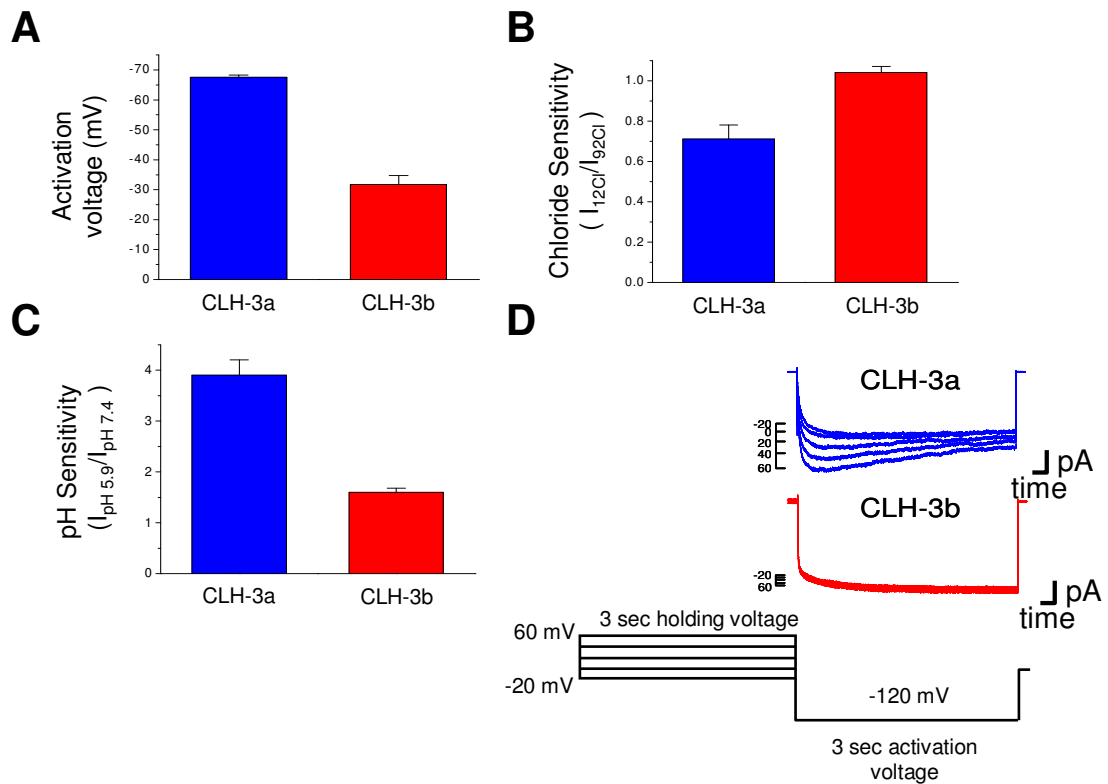 A
Activation
voltage (mV)
-70
-60
-50
-40
-30
-20
-10
0
CLH-3a
CLH-3b
B
Chloride Sensitivity
( I12Cl/I92Cl)
1.0
0.8
0.6
0.4
0.2
0.0
CLH-3a
CLH-3b
C
pH Sensitivity
(IpH 5.9/IpH 7.4)
4
3
2
1
0
CLH-3a
CLH-3b
D
CLH-3a
-20
0
20
40
60
pA
time
CLH-3b
-20
60
pA
time
3 sec holding voltage
60 mV
-20 mV
-120 mV
3 sec activation
voltage